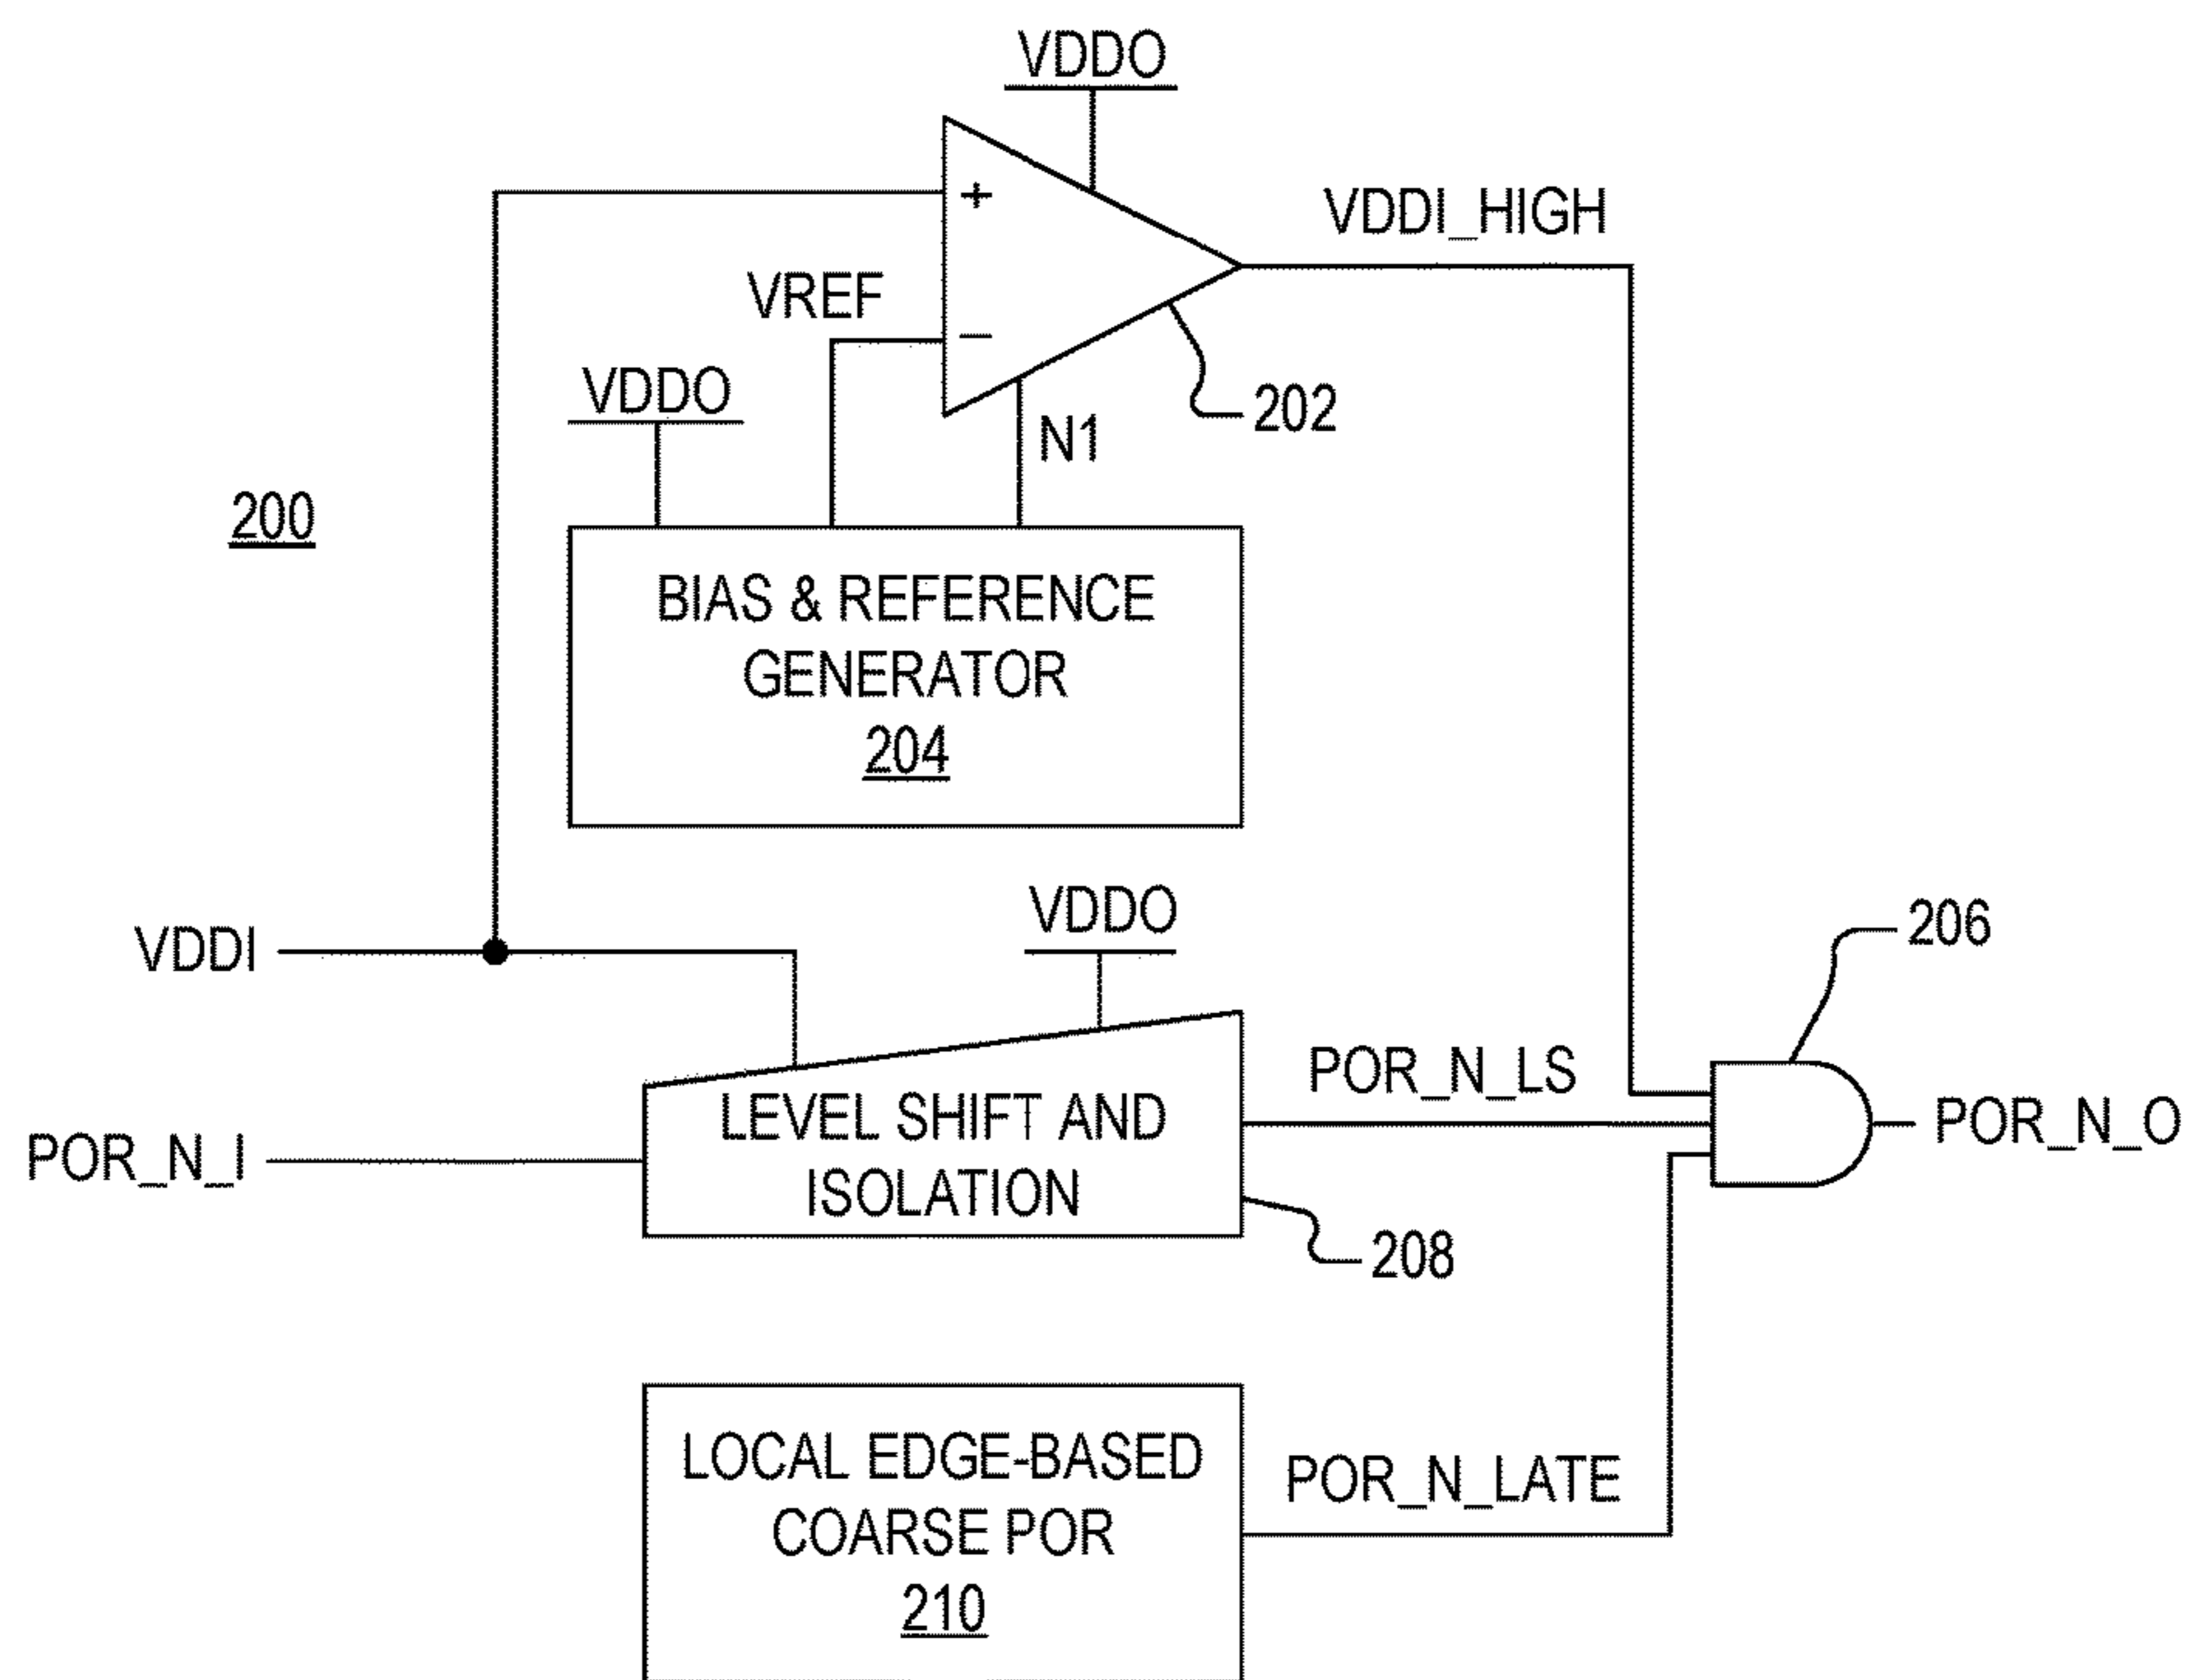 VDDO
+
VDDI_HIGH
VREF
−
VDDO
N1
202
200
BIAS & REFERENCE
GENERATOR
204
VDDI
VDDO
206
POR_N_LS
LEVEL SHIFT AND
ISOLATION
POR_N_I
POR_N_O
208
LOCAL EDGE-BASED
COARSE POR
210
POR_N_LATE